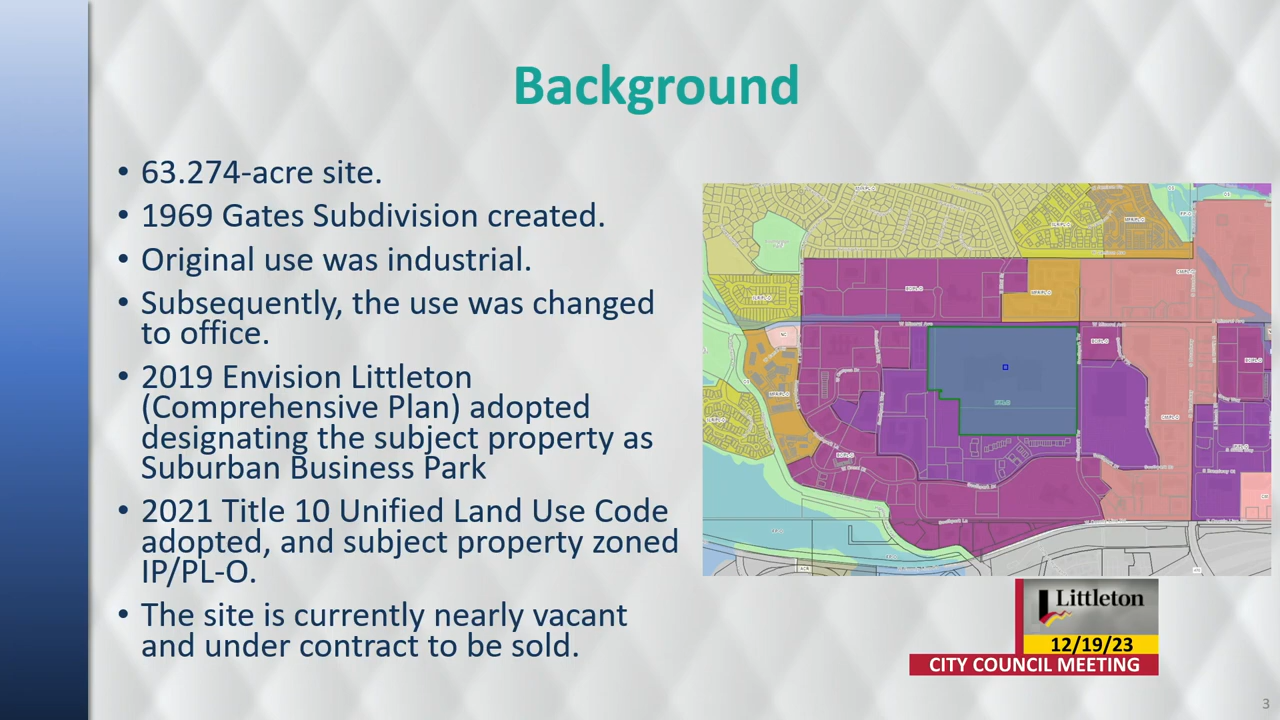 Background
• 63.274-acre site.
• 1969 Gates Subdivision created.
• Original use was industrial.
• Subsequently, the use was changed
to office.
• 2019 Envision Littleton
(Comprehensive Plan) adopted
designating the subject property as
Suburban Business Park
• 2021 Title 10 Unified Land Use Code
adopted, and subject property zoned
IP/PL-O.
• The site is currently nearly vacant
and under contract to be sold.
Littleton
12/19/23
CITY COUNCIL MEETING
3